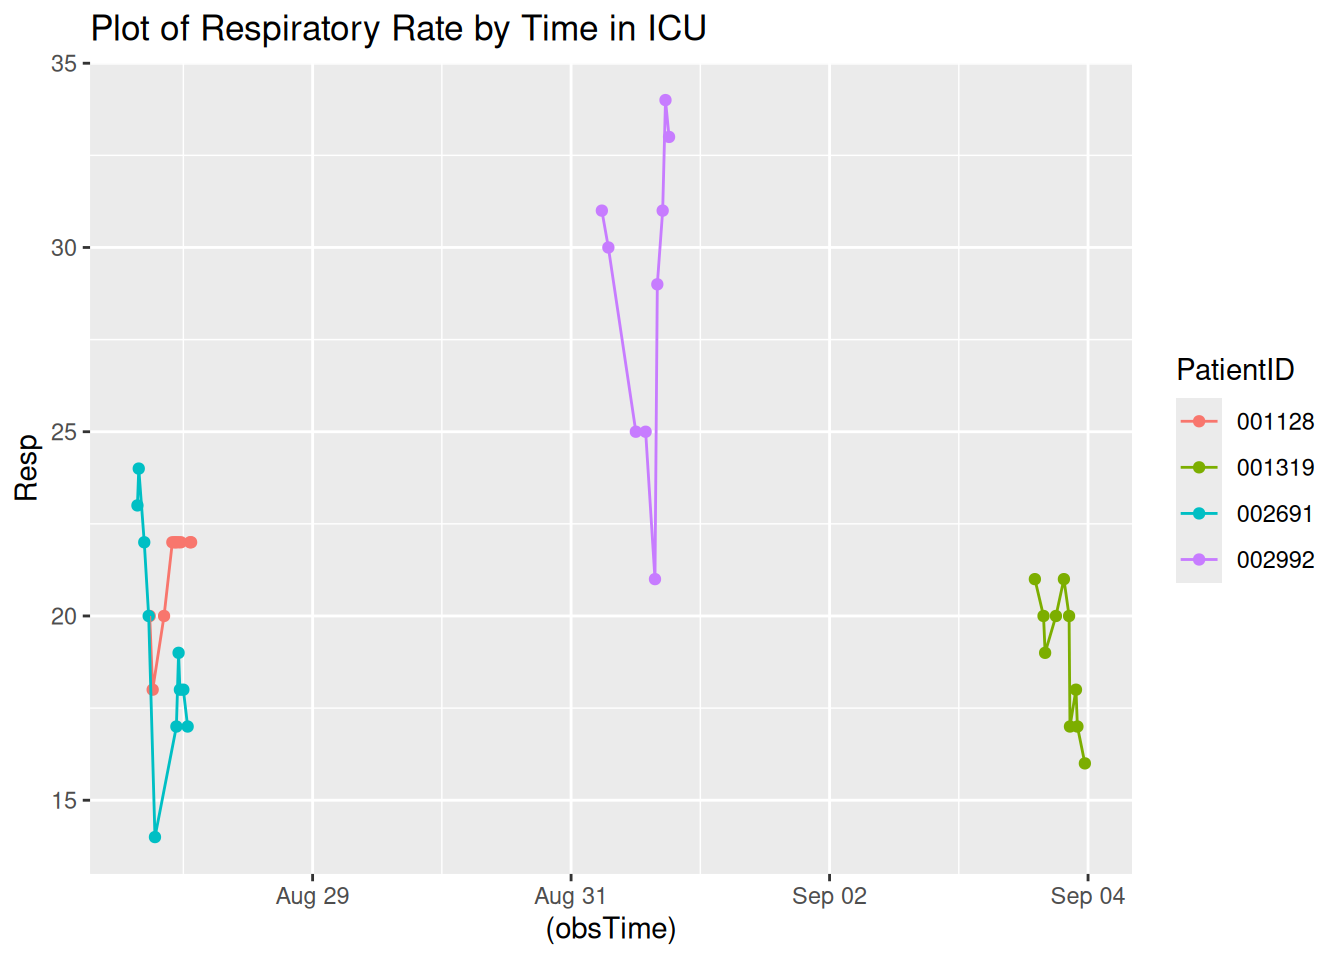 Plot of Respiratory Rate by Time in ICU
35
30
25
20
15
Resp
Aug 29
Aug 31
Sep 02
Sep 04
(obsTime)
PatientID
001128
001319
002691
002992